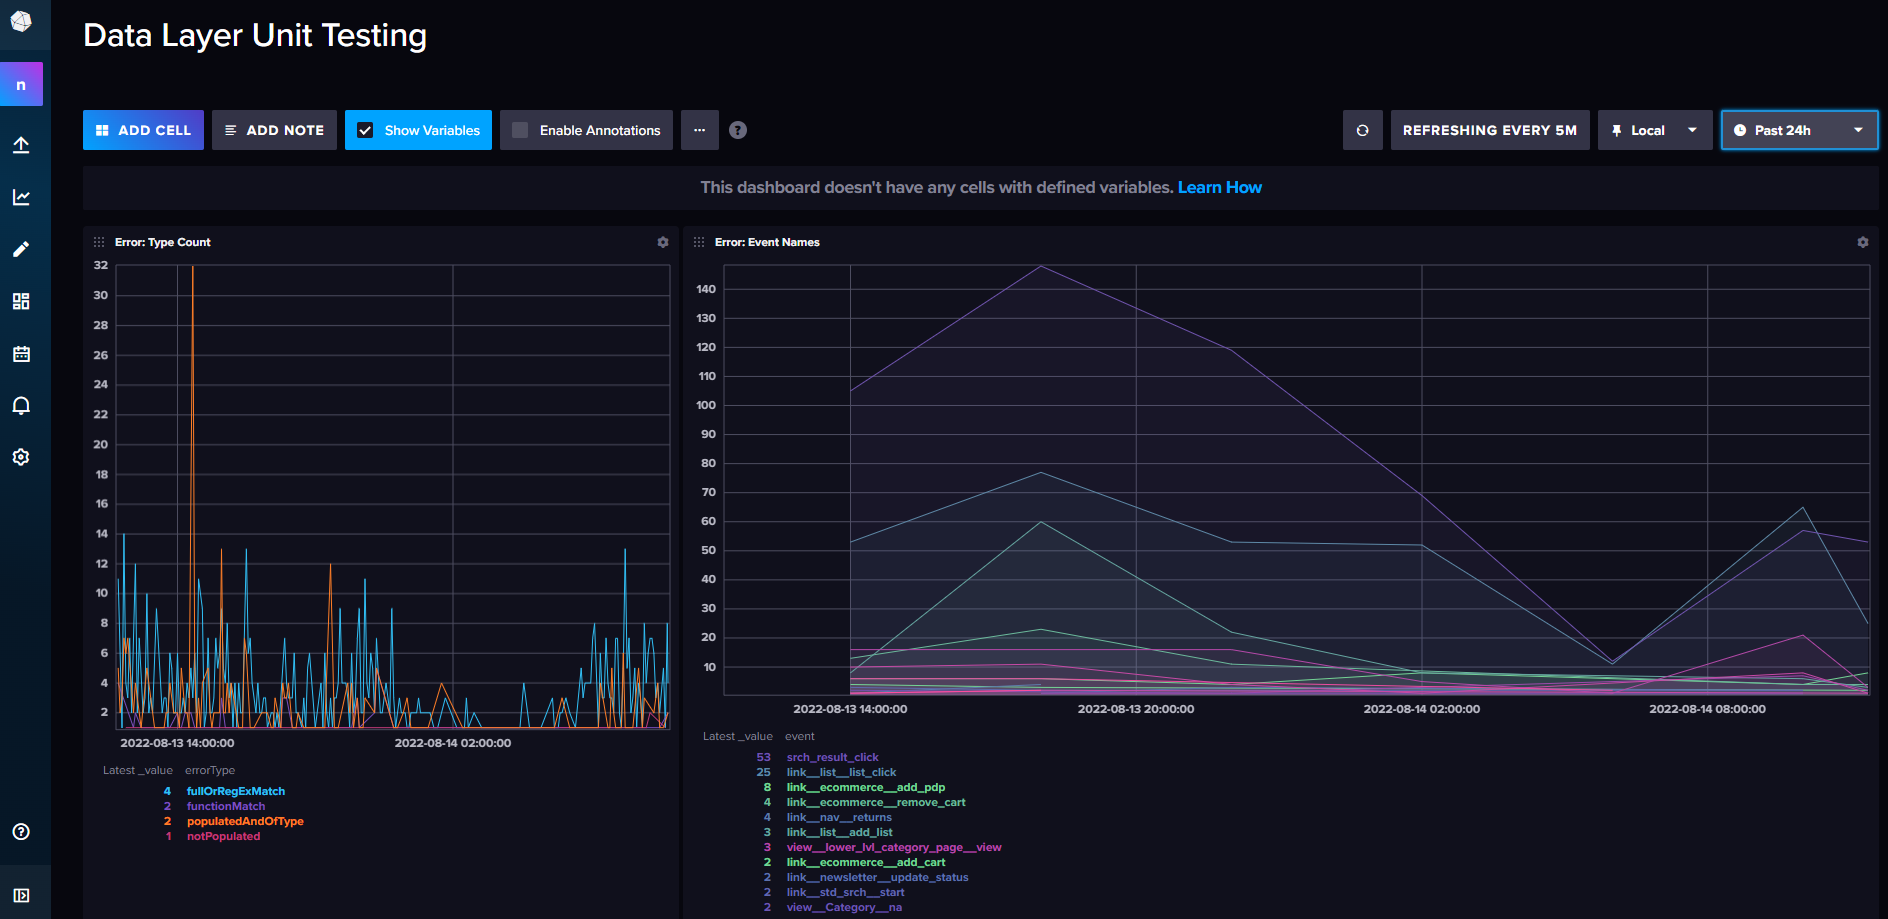 Data Layer Unit Testing
n
ADD CELL
ADD NOTE
Show Variables
Enable Annotations
...
?
REFRESHING EVERY 5M
Local
Past 24h
This dashboard doesn't have any cells with defined variables. Learn How
Error: Type Count
32
30
28
26
24
22
20
18
16
14
12
10
8
6
4
2
2022-08-13 14:00:00
2022-08-14 02:00:00
Latest _value errorType
4 fullOrRegExMatch
2 functionMatch
2 populatedAndOfType
1 notPopulated
Error: Event Names
140
130
120
110
100
90
80
70
60
50
40
30
20
10
2022-08-13 14:00:00
2022-08-13 20:00:00
2022-08-14 02:00:00
2022-08-14 08:00:00
Latest _value event
53 srch_result_click
25 link__list__list_click
8 link__ecommerce__add_pdp
4 link__ecommerce__remove_cart
4 link__nav__returns
3 link__list__add_list
3 view__lower_lvl_category_page__view
2 link__ecommerce__add_cart
2 link__newsletter__update_status
2 link__std_srch__start
2 view__Category__na
?